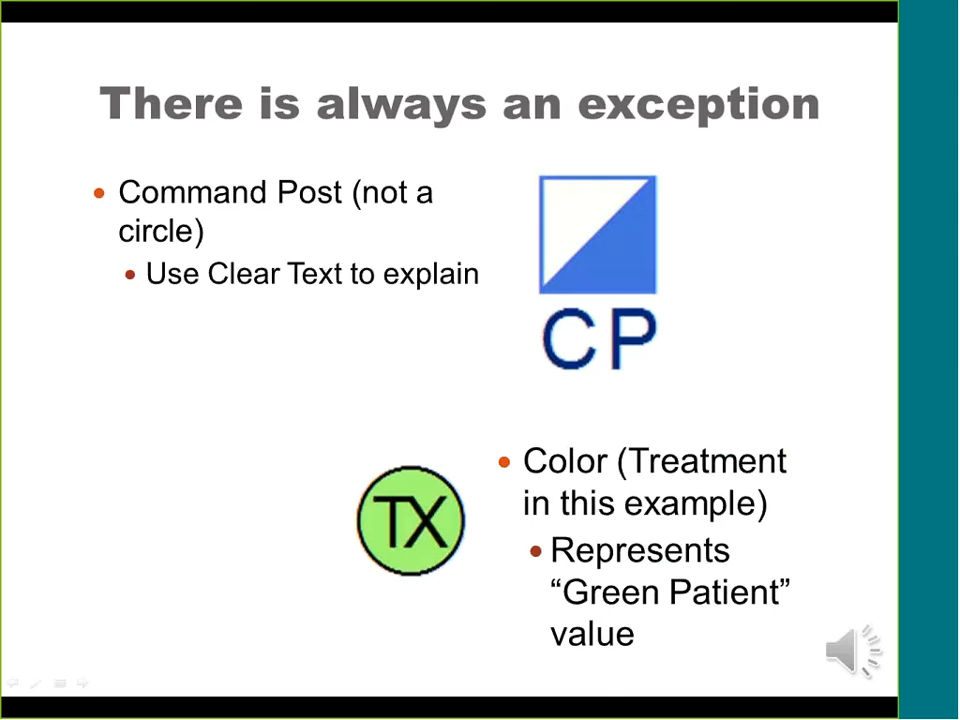 There is always an exception
Command Post (not a
circle)
Use Clear Text to explain
CP
TX
Color (Treatment
in this example)
Represents
“Green Patient”
value